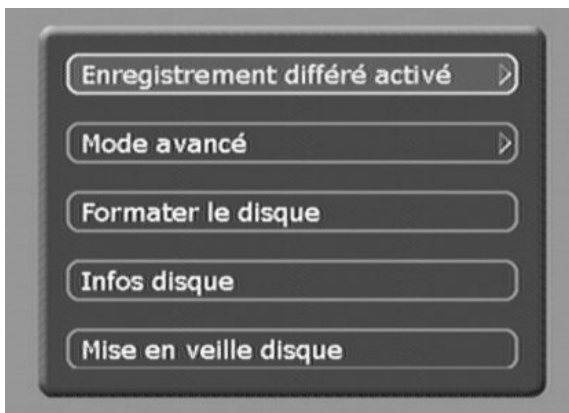 Enregistrement différé activé
Mode avancé
Formater le disque
Infos disque
Mise en veille disque